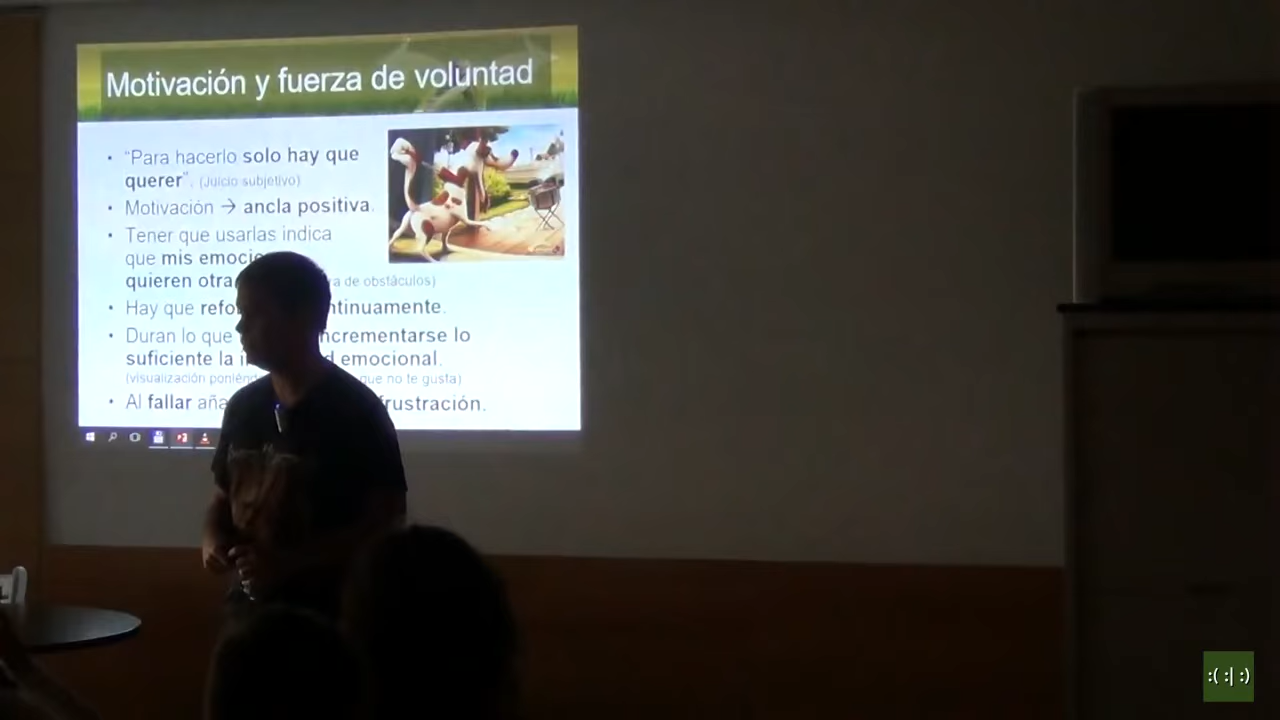 Motivación y fuerza de voluntad
• “Para hacerlo solo hay que
querer”. (Juicio subjetivo)
• Motivación → ancla positiva.
• Tener que usarlas indica
que mis
quieren otra de obstáculos)
• Hay que
• Duran lo que incrementarse lo
suficiente la emocional.
(visualización que no te gusta)
• Al fallar frustración.
:( :| :)